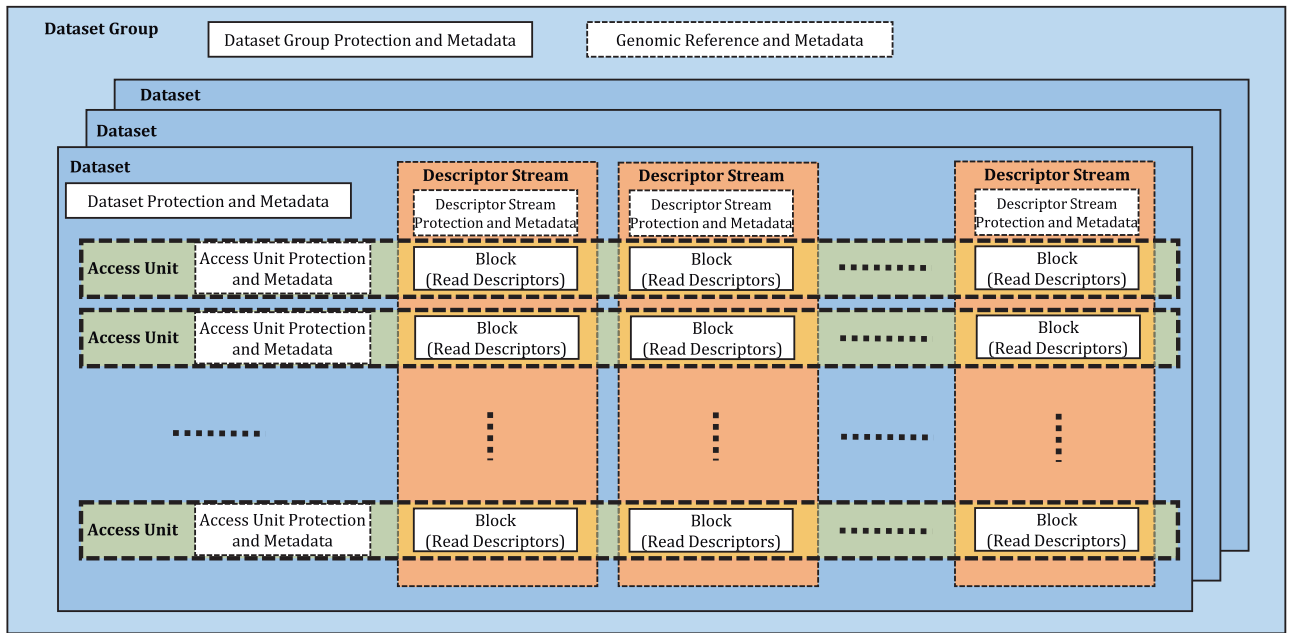 Dataset Group
Dataset Group Protection and Metadata
Genomic Reference and Metadata
Dataset
Dataset
Dataset
Dataset Protection and Metadata
Descriptor Stream
Descriptor Stream
Protection and Metadata
Descriptor Stream
Descriptor Stream
Protection and Metadata
Descriptor Stream
Descriptor Stream
Protection and Metadata
Access Unit
Access Unit Protection
and Metadata
Block
(Read Descriptors)
Block
(Read Descriptors)
Block
(Read Descriptors)
Access Unit
Access Unit Protection
and Metadata
Block
(Read Descriptors)
Block
(Read Descriptors)
Block
(Read Descriptors)
Access Unit
Access Unit Protection
and Metadata
Block
(Read Descriptors)
Block
(Read Descriptors)
Block
(Read Descriptors)